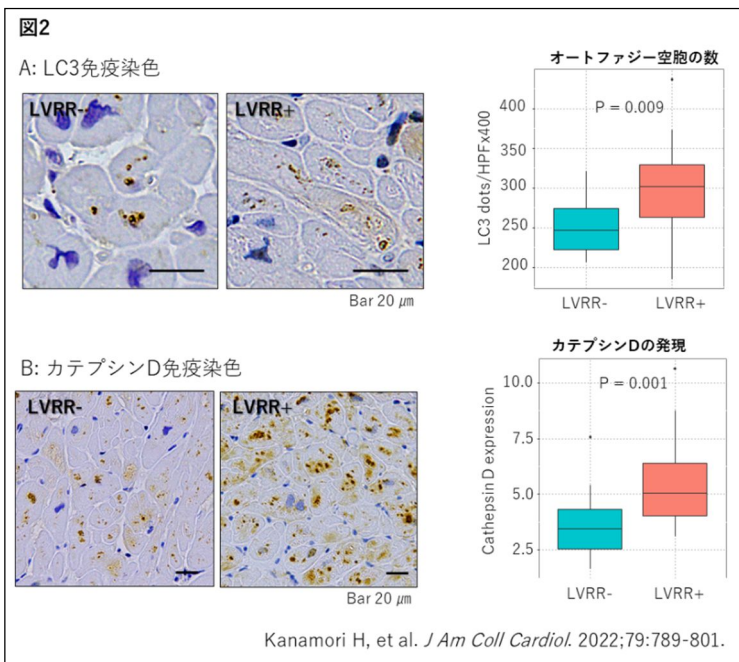 図2
A: LC3免疫染色
LVRR-
LVRR+
Bar 20 ㎛
オートファジー空胞の数
P = 0.009
LC3 dots/HPFx400
400
350
300
250
200
LVRR-
LVRR+
B: カテプシンD免疫染色
LVRR-
LVRR+
Bar 20 ㎛
カテプシンDの発現
P = 0.001
Cathepsin D expression
10.0
7.5
5.0
2.5
LVRR-
LVRR+
Kanamori H, et al. J Am Coll Cardiol. 2022;79:789-801.